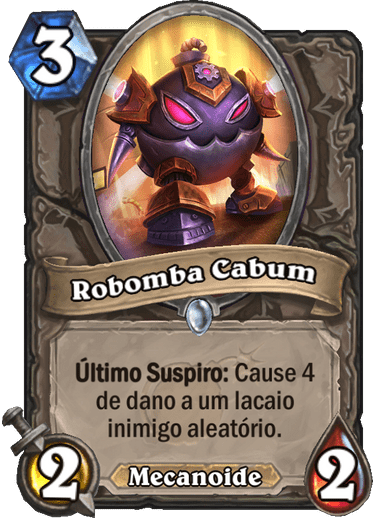 3
Robomba Cabum
Último Suspiro: Cause 4
de dano a um lacaio
inimigo aleatório.
2
Mecanoide
2